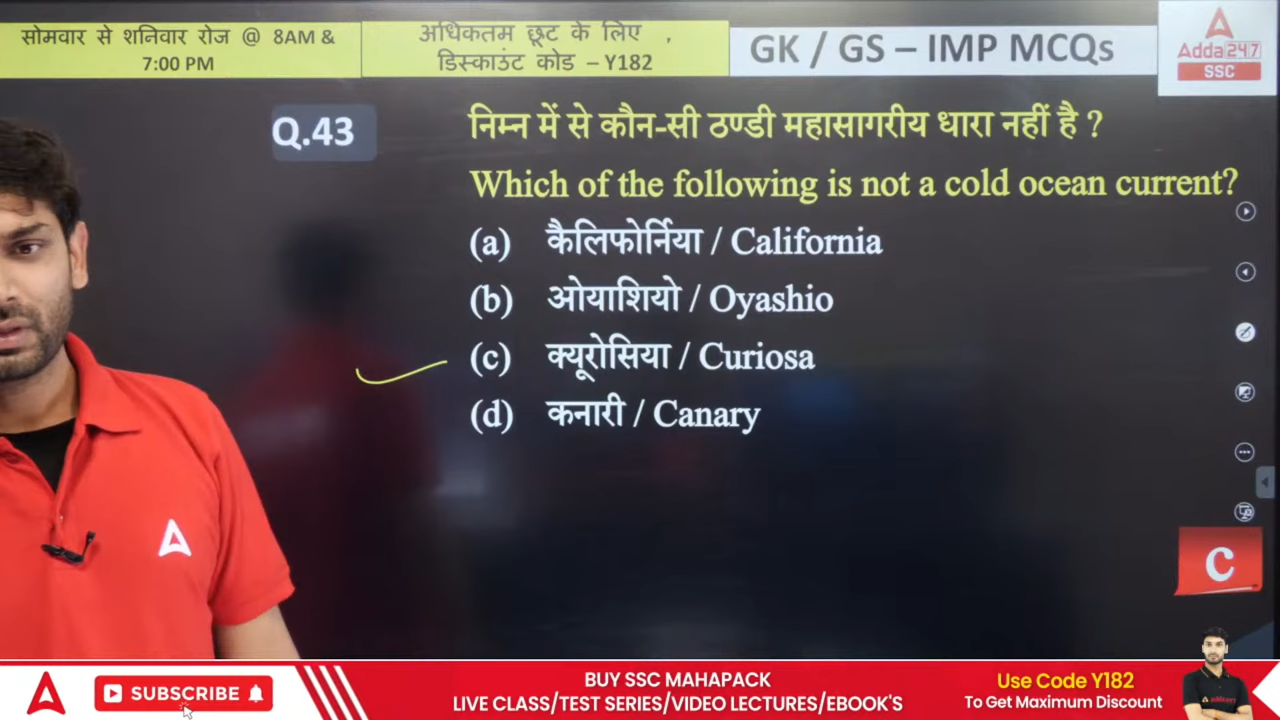 सोमवार से शनिवार रोज @ 8AM &
7:00 PM
अधिकतम छूट के लिए ,
डिस्काउंट कोड – Y182
GK / GS – IMP MCQs
Adda247
SSC
Q.43
निम्न में से कौन-सी ठण्डी महासागरीय धारा नहीं है ?
Which of the following is not a cold ocean current?
(a) कैलिफोर्निया / California
(b) ओयाशियो / Oyashio
(c) क्यूरोसिया / Curiosa
(d) कनारी / Canary
C
SUBSCRIBE
BUY SSC MAHAPACK
LIVE CLASS/TEST SERIES/VIDEO LECTURES/EBOOK'S
Use Code Y182
To Get Maximum Discount